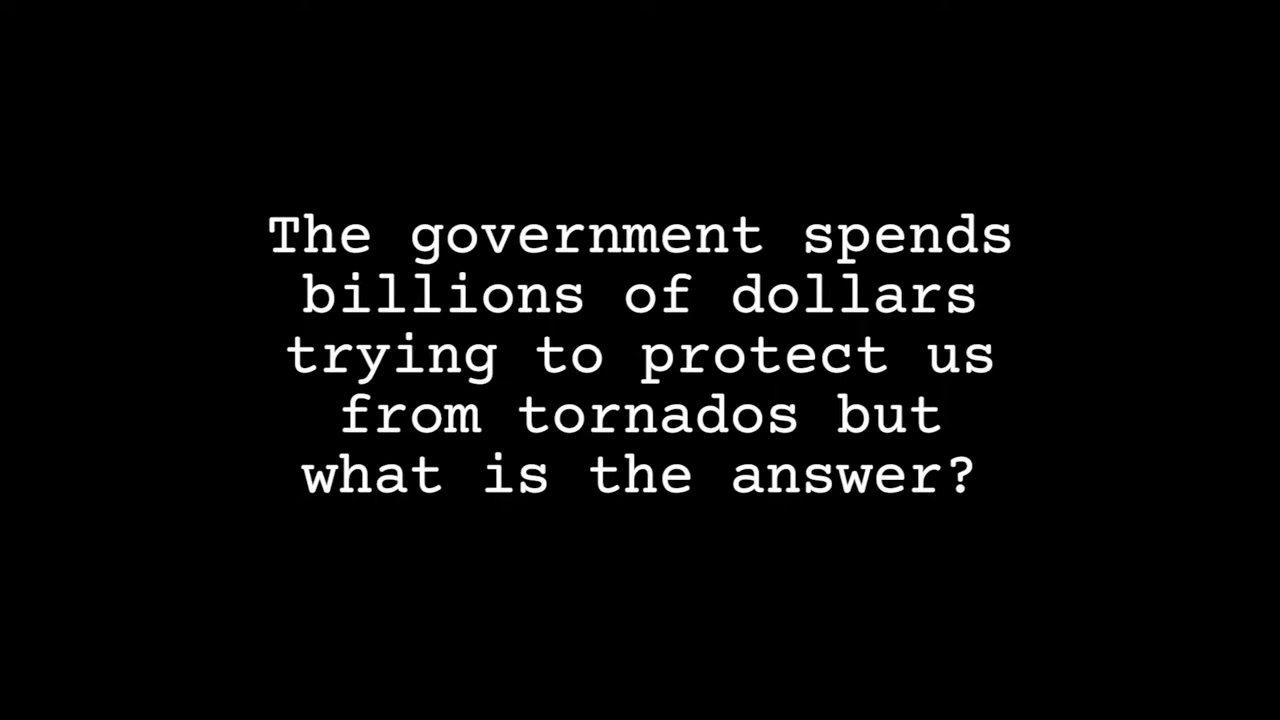 The government spends
billions of dollars
trying to protect us
from tornados but
what is the answer?